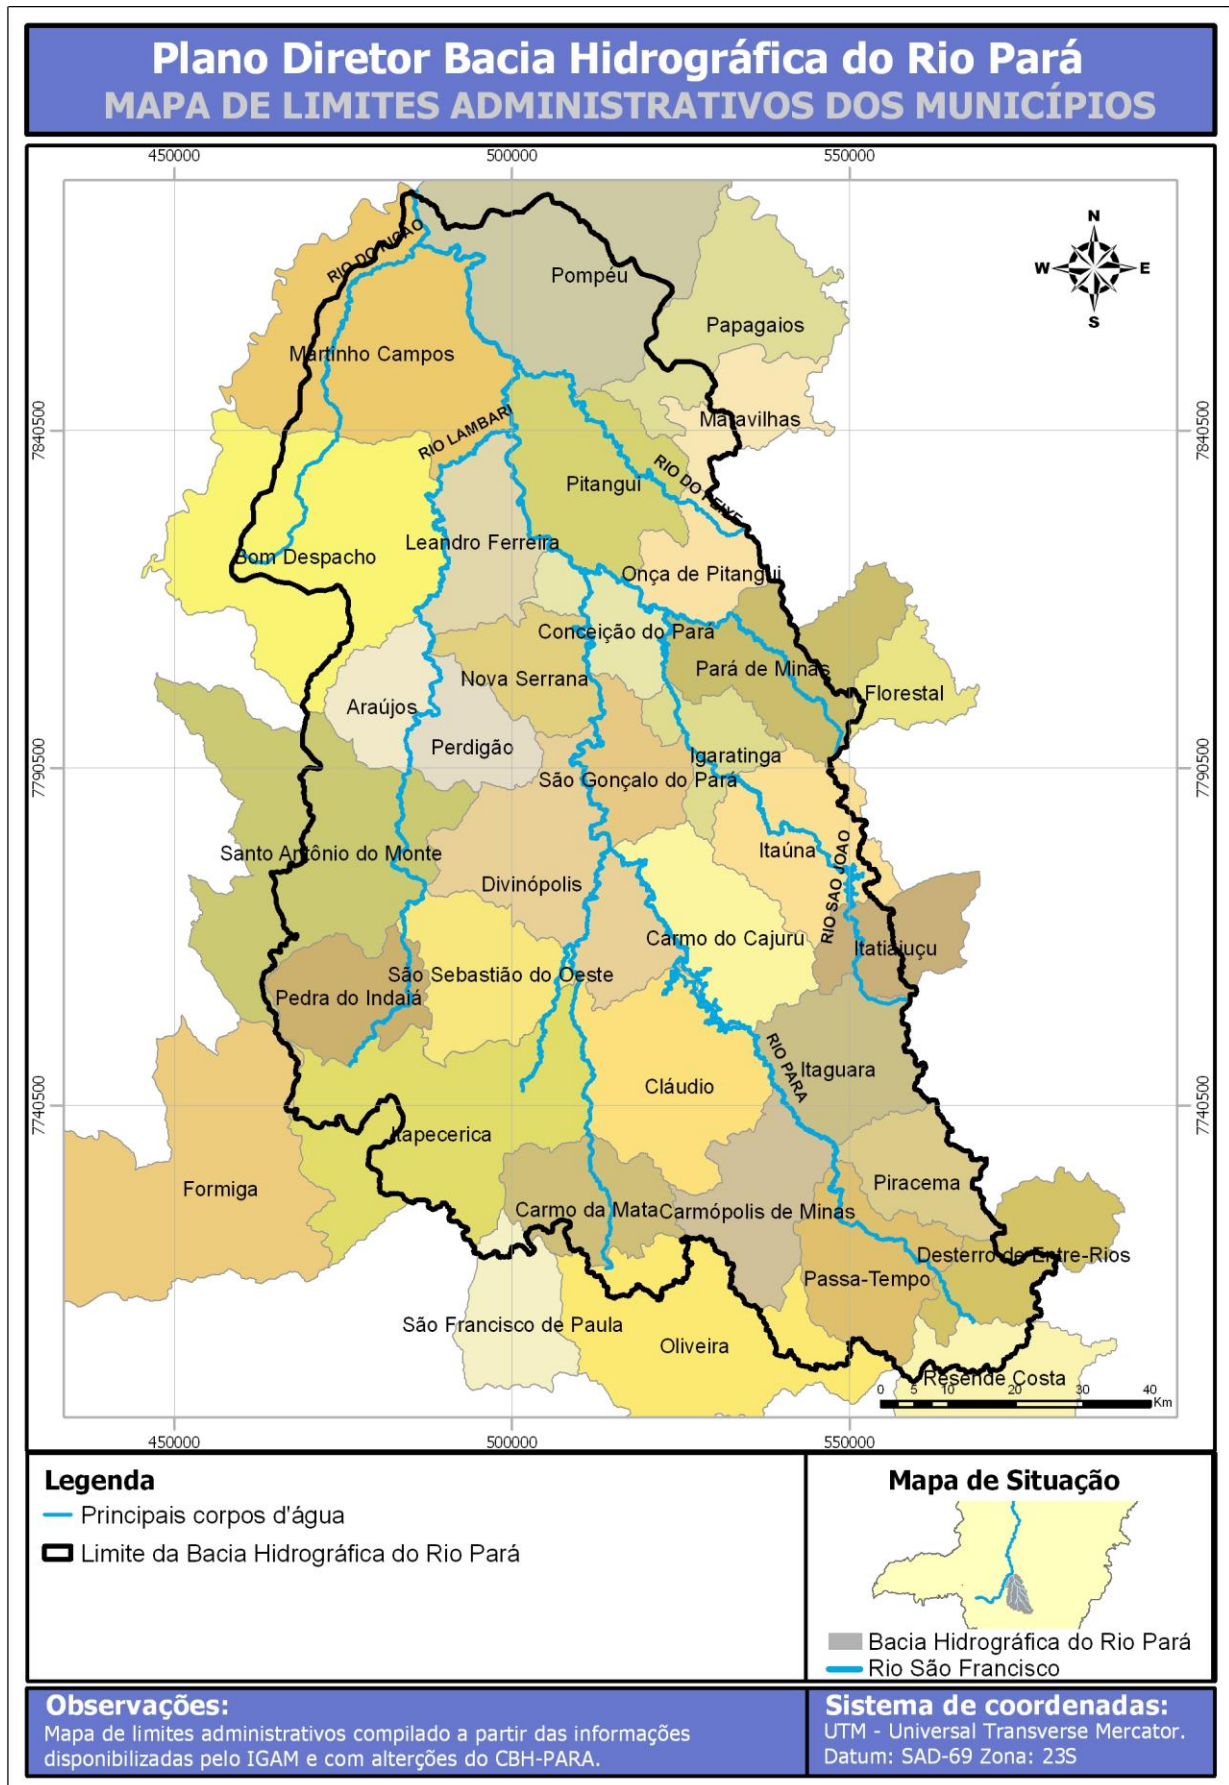 Plano Diretor Bacia Hidrográfica do Rio Pará
MAPA DE LIMITES ADMINISTRATIVOS DOS MUNICÍPIOS
450000
500000
550000
N
W
E
S
RIO DO PICÃO
Pompéu
Papagaios
Martinho Campos
Maravilhas
RIO LAMBARI
7840500
7840500
RIO DO PEIXE
Pitangui
Leandro Ferreira
Bom Despacho
Onça de Pitangui
Conceição do Pará
Pará de Minas
Nova Serrana
Florestal
Araújos
Perdigão
Igaratinga
São Gonçalo do Pará
7790500
7790500
Itaúna
Santo Antônio do Monte
RIO SÃO JOÃO
Divinópolis
Carmo do Cajurú
Itatiaiuçu
São Sebastião do Oeste
Pedra do Indaiá
RIO PARÁ
Itaguara
Cláudio
7740500
7740500
Itapecerica
Formiga
Piracema
Carmo da Mata
Carmópolis de Minas
Desterro de Entre-Rios
Passa-Tempo
São Francisco de Paula
Oliveira
Resende Costa
0 5 10 20 30 40
Km
450000
500000
550000
Legenda
Principais corpos d'água
Limite da Bacia Hidrográfica do Rio Pará
Mapa de Situação
Bacia Hidrográfica do Rio Pará
Rio São Francisco
Observações:
Mapa de limites administrativos compilado a partir das informações
disponibilizadas pelo IGAM e com alterções do CBH-PARA.
Sistema de coordenadas:
UTM - Universal Transverse Mercator.
Datum: SAD-69 Zona: 23S